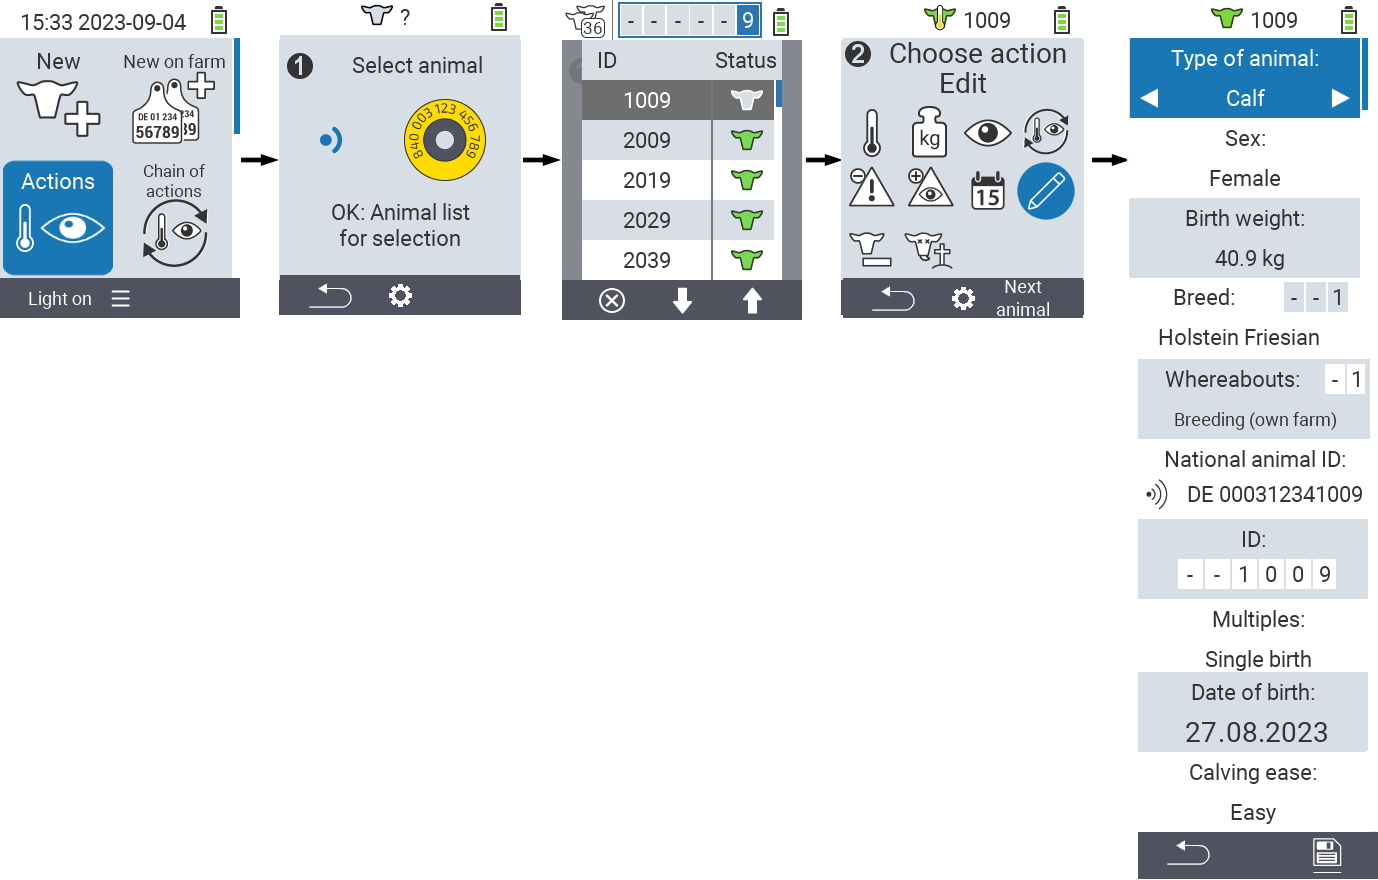 15:33 2023-09-04
New
New on farm
DE 01 234
234
56789
39
Actions
Chain of
actions
Light on
?
1
Select animal
840 003 123 456 789
OK: Animal list
for selection
36
- - - - - 9
ID Status
1009
2009
2019
2029
2039
1009
2 Choose action
Edit
kg
15
Next
animal
1009
Type of animal:
Calf
Sex:
Female
Birth weight:
40.9 kg
Breed: - - 1
Holstein Friesian
Whereabouts: - 1
Breeding (own farm)
National animal ID:
DE 000312341009
ID:
- - 1 0 0 9
Multiples:
Single birth
Date of birth:
27.08.2023
Calving ease:
Easy